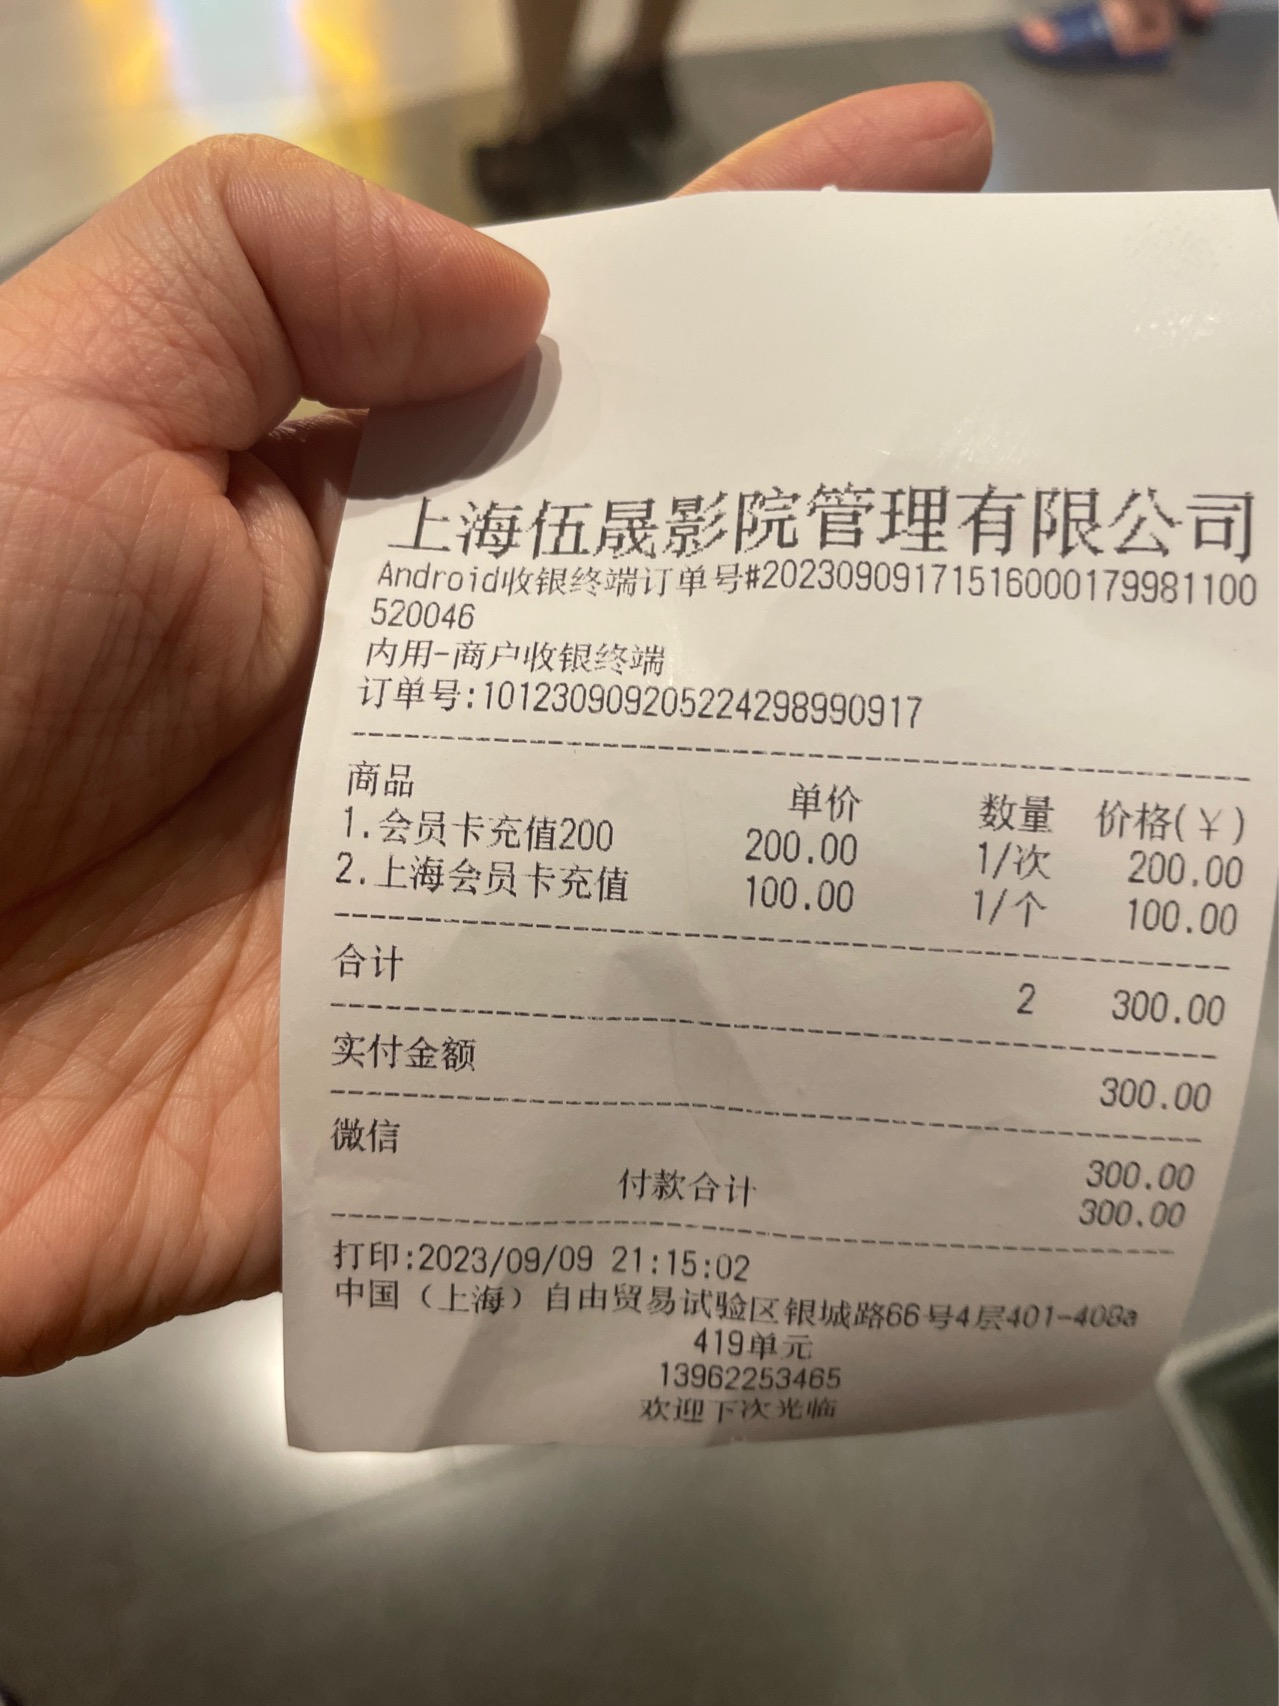 上海伍晟影院管理有限公司
Android收银终端订单号#20230909171516000179981100
520046
内用-商户收银终端
订单号:101230909205224298990917
商品 单价 数量 价格(¥)
1.会员卡充值200 200.00 1/次 200.00
2.上海会员卡充值 100.00 1/个 100.00
合计 2 300.00
实付金额 300.00
微信 300.00
付款合计 300.00
打印:2023/09/09 21:15:02
中国（上海）自由贸易试验区银城路66号4层401-408a
419单元
13962253465
欢迎下次光临